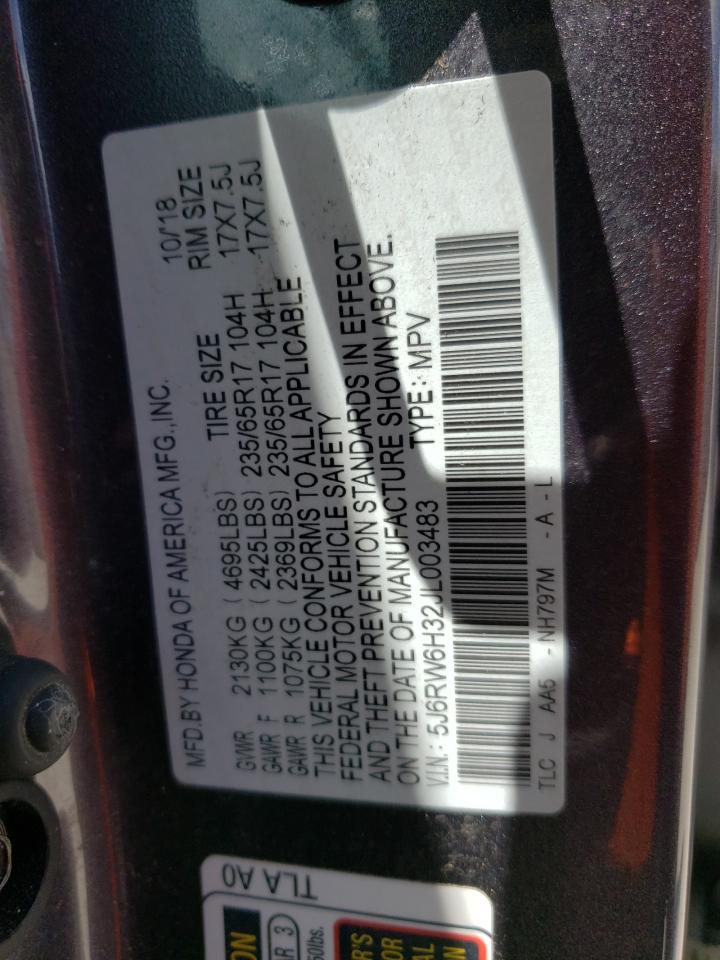 MFD.BY HONDA OF AMERICA MFG.,INC. 10/'18
TIRE SIZE RIM SIZE
GVWR 2130KG ( 4695LBS)
GAWR F 1100KG ( 2425LBS) 235/65R17 104H 17X7.5J
GAWR R 1075KG ( 2369LBS) 235/65R17 104H 17X7.5J
THIS VEHICLE CONFORMS TO ALL APPLICABLE
FEDERAL MOTOR VEHICLE SAFETY
AND THEFT PREVENTION STANDARDS IN EFFECT
ON THE DATE OF MANUFACTURE SHOWN ABOVE.
V.I.N.: 5J6RW6H32JL003483 TYPE: MPV
TLC J AA5 - NH797M - A - L
TLA A0